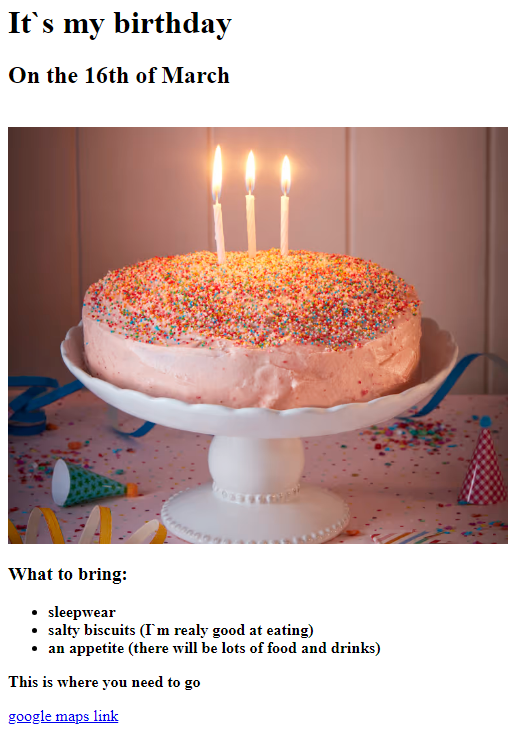 It`s my birthday
On the 16th of March
What to bring:
sleepwear
salty biscuits (I`m realy good at eating)
an appetite (there will be lots of food and drinks)
This is where you need to go
google maps link